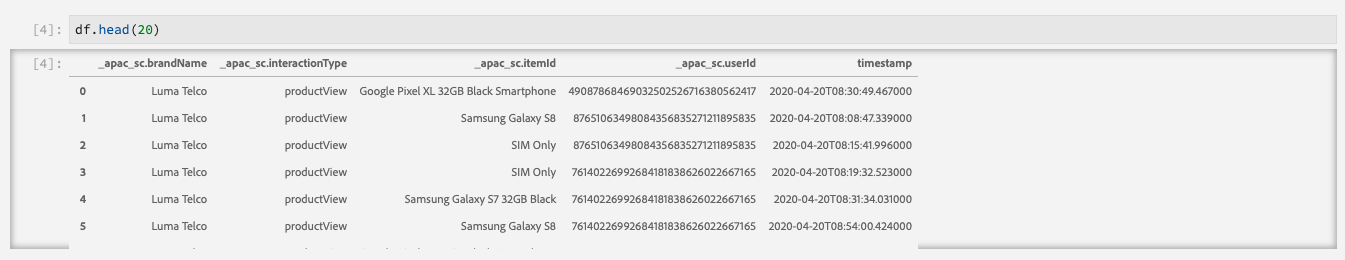 [4]: df.head(20)
[4]: _apac_sc.brandName _apac_sc.interactionType _apac_sc.itemId _apac_sc.userId timestamp
0 Luma Telco productView Google Pixel XL 32GB Black Smartphone 49087868469032502526716380562417 2020-04-20T08:30:49.467000
1 Luma Telco productView Samsung Galaxy S8 87651063498084356835271211895835 2020-04-20T08:08:47.339000
2 Luma Telco productView SIM Only 87651063498084356835271211895835 2020-04-20T08:15:41.996000
3 Luma Telco productView SIM Only 76140226992684181838626022667165 2020-04-20T08:19:32.523000
4 Luma Telco productView Samsung Galaxy S7 32GB Black 76140226992684181838626022667165 2020-04-20T08:31:34.031000
5 Luma Telco productView Samsung Galaxy S8 76140226992684181838626022667165 2020-04-20T08:54:00.424000